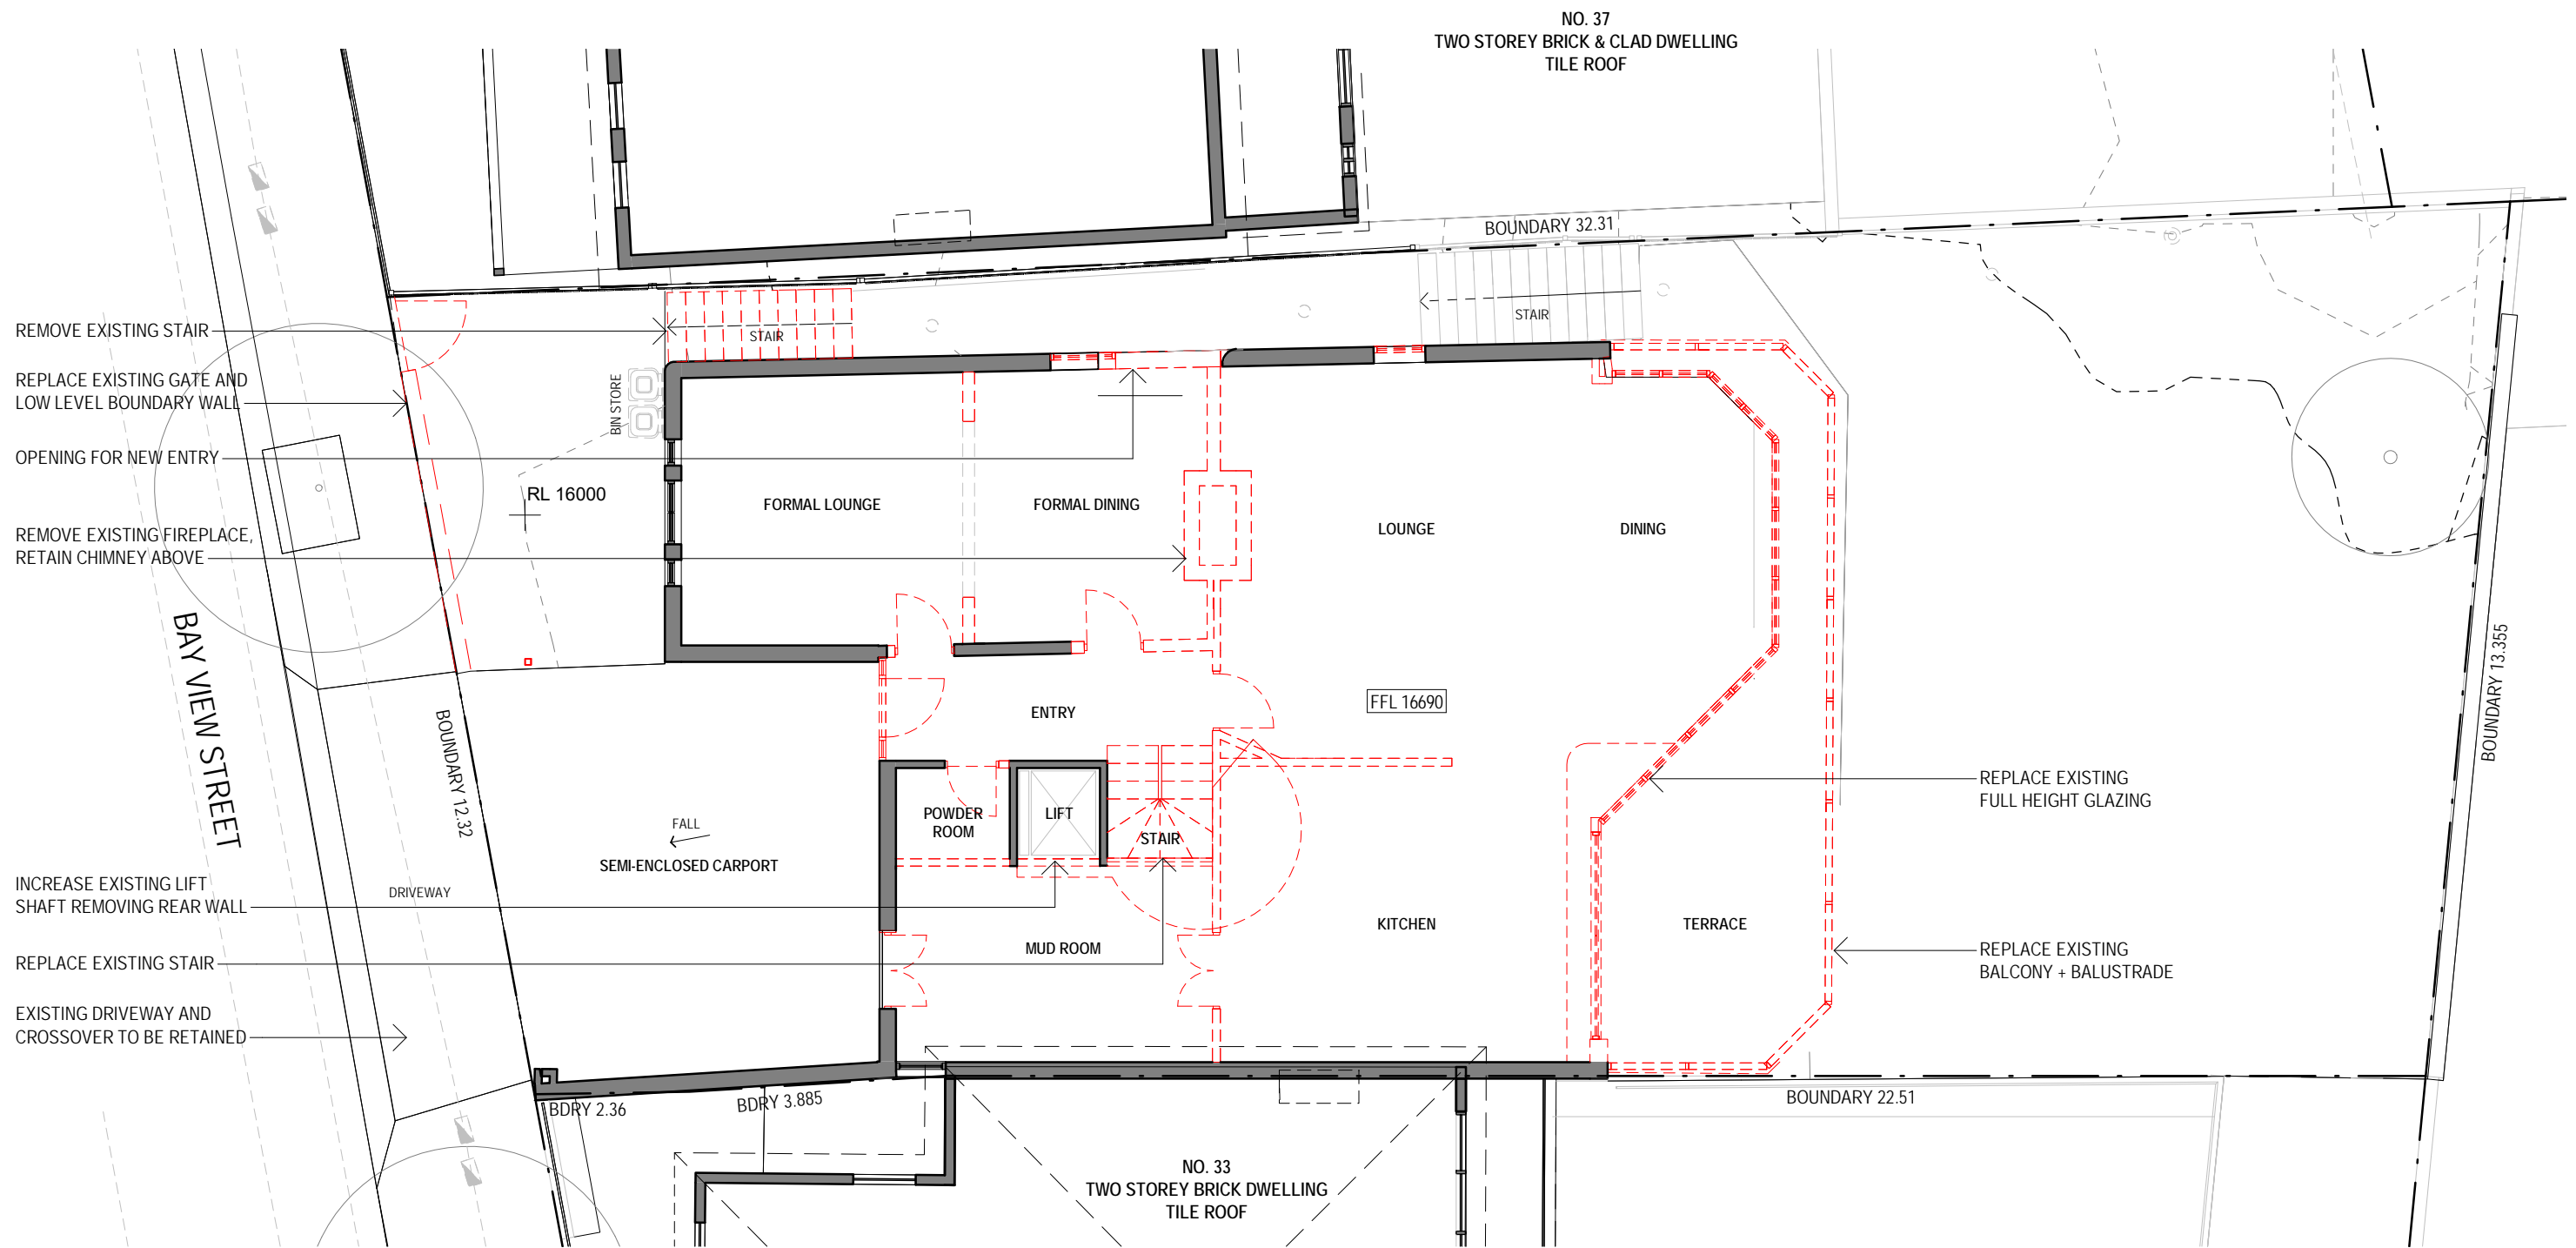 NO. 37
TWO STOREY BRICK & CLAD DWELLING
TILE ROOF
BOUNDARY 32.31
REMOVE EXISTING STAIR
STAIR
STAIR
REPLACE EXISTING GATE AND
LOW LEVEL BOUNDARY WALL
BIN STORE
OPENING FOR NEW ENTRY
RL 16000
FORMAL LOUNGE
FORMAL DINING
LOUNGE
DINING
REMOVE EXISTING FIREPLACE,
RETAIN CHIMNEY ABOVE
BAY VIEW STREET
BOUNDARY 12.32
ENTRY
FFL 16690
BOUNDARY 13.355
REPLACE EXISTING
FULL HEIGHT GLAZING
POWDER
ROOM
LIFT
STAIR
FALL
SEMI-ENCLOSED CARPORT
DRIVEWAY
INCREASE EXISTING LIFT
SHAFT REMOVING REAR WALL
MUD ROOM
KITCHEN
TERRACE
REPLACE EXISTING
BALCONY + BALUSTRADE
REPLACE EXISTING STAIR
EXISTING DRIVEWAY AND
CROSSOVER TO BE RETAINED
BDRY 2.36
BDRY 3.885
BOUNDARY 22.51
NO. 33
TWO STOREY BRICK DWELLING
TILE ROOF